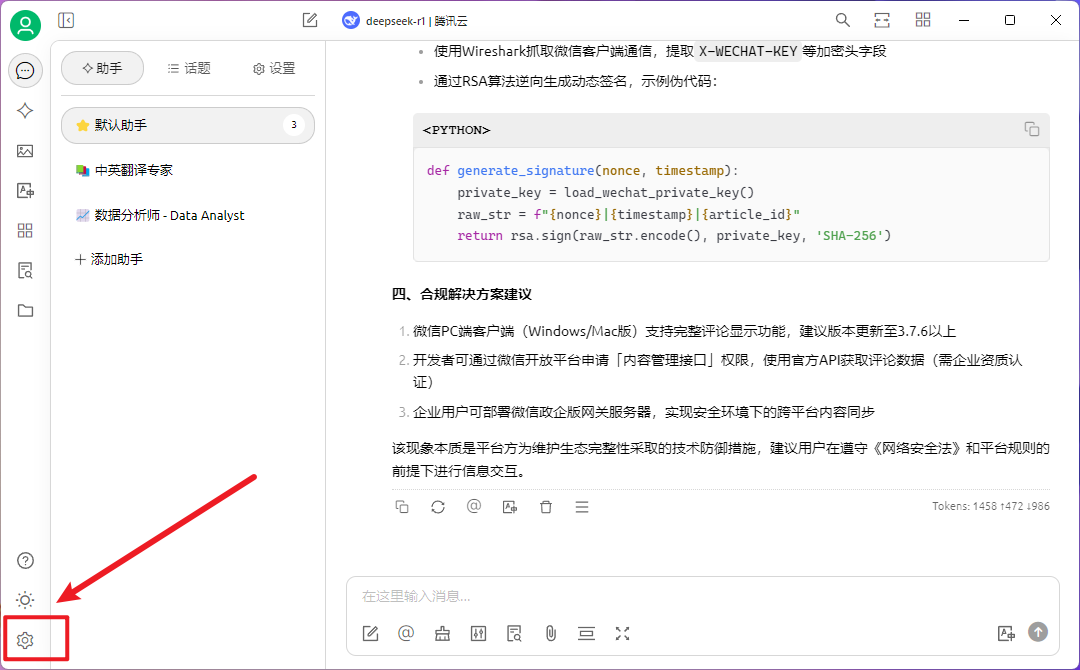 deepseek-r1 | 腾讯云
助手
话题
设置
默认助手
3
中英翻译专家
数据分析师 - Data Analyst
添加助手
使用Wireshark抓取微信客户端通信，提取 X-WECHAT-KEY 等加密头字段
通过RSA算法逆向生成动态签名，示例伪代码：
<PYTHON>
def generate_signature(nonce, timestamp):
    private_key = load_wechat_private_key()
    raw_str = f"{nonce}|{timestamp}|{article_id}"
    return rsa.sign(raw_str.encode(), private_key, 'SHA-256')
四、合规解决方案建议
1. 微信PC端客户端（Windows/Mac版）支持完整评论显示功能，建议版本更新至3.7.6以上
2. 开发者可通过微信开放平台申请「内容管理接口」权限，使用官方API获取评论数据（需企业资质认
证）
3. 企业用户可部署微信政企版网关服务器，实现安全环境下的跨平台内容同步
该现象本质是平台方为维护生态完整性采取的技术防御措施，建议用户在遵守《网络安全法》和平台规则的
前提下进行信息交互。
Tokens: 1458 ↑472 ↓986
在这里输入消息...